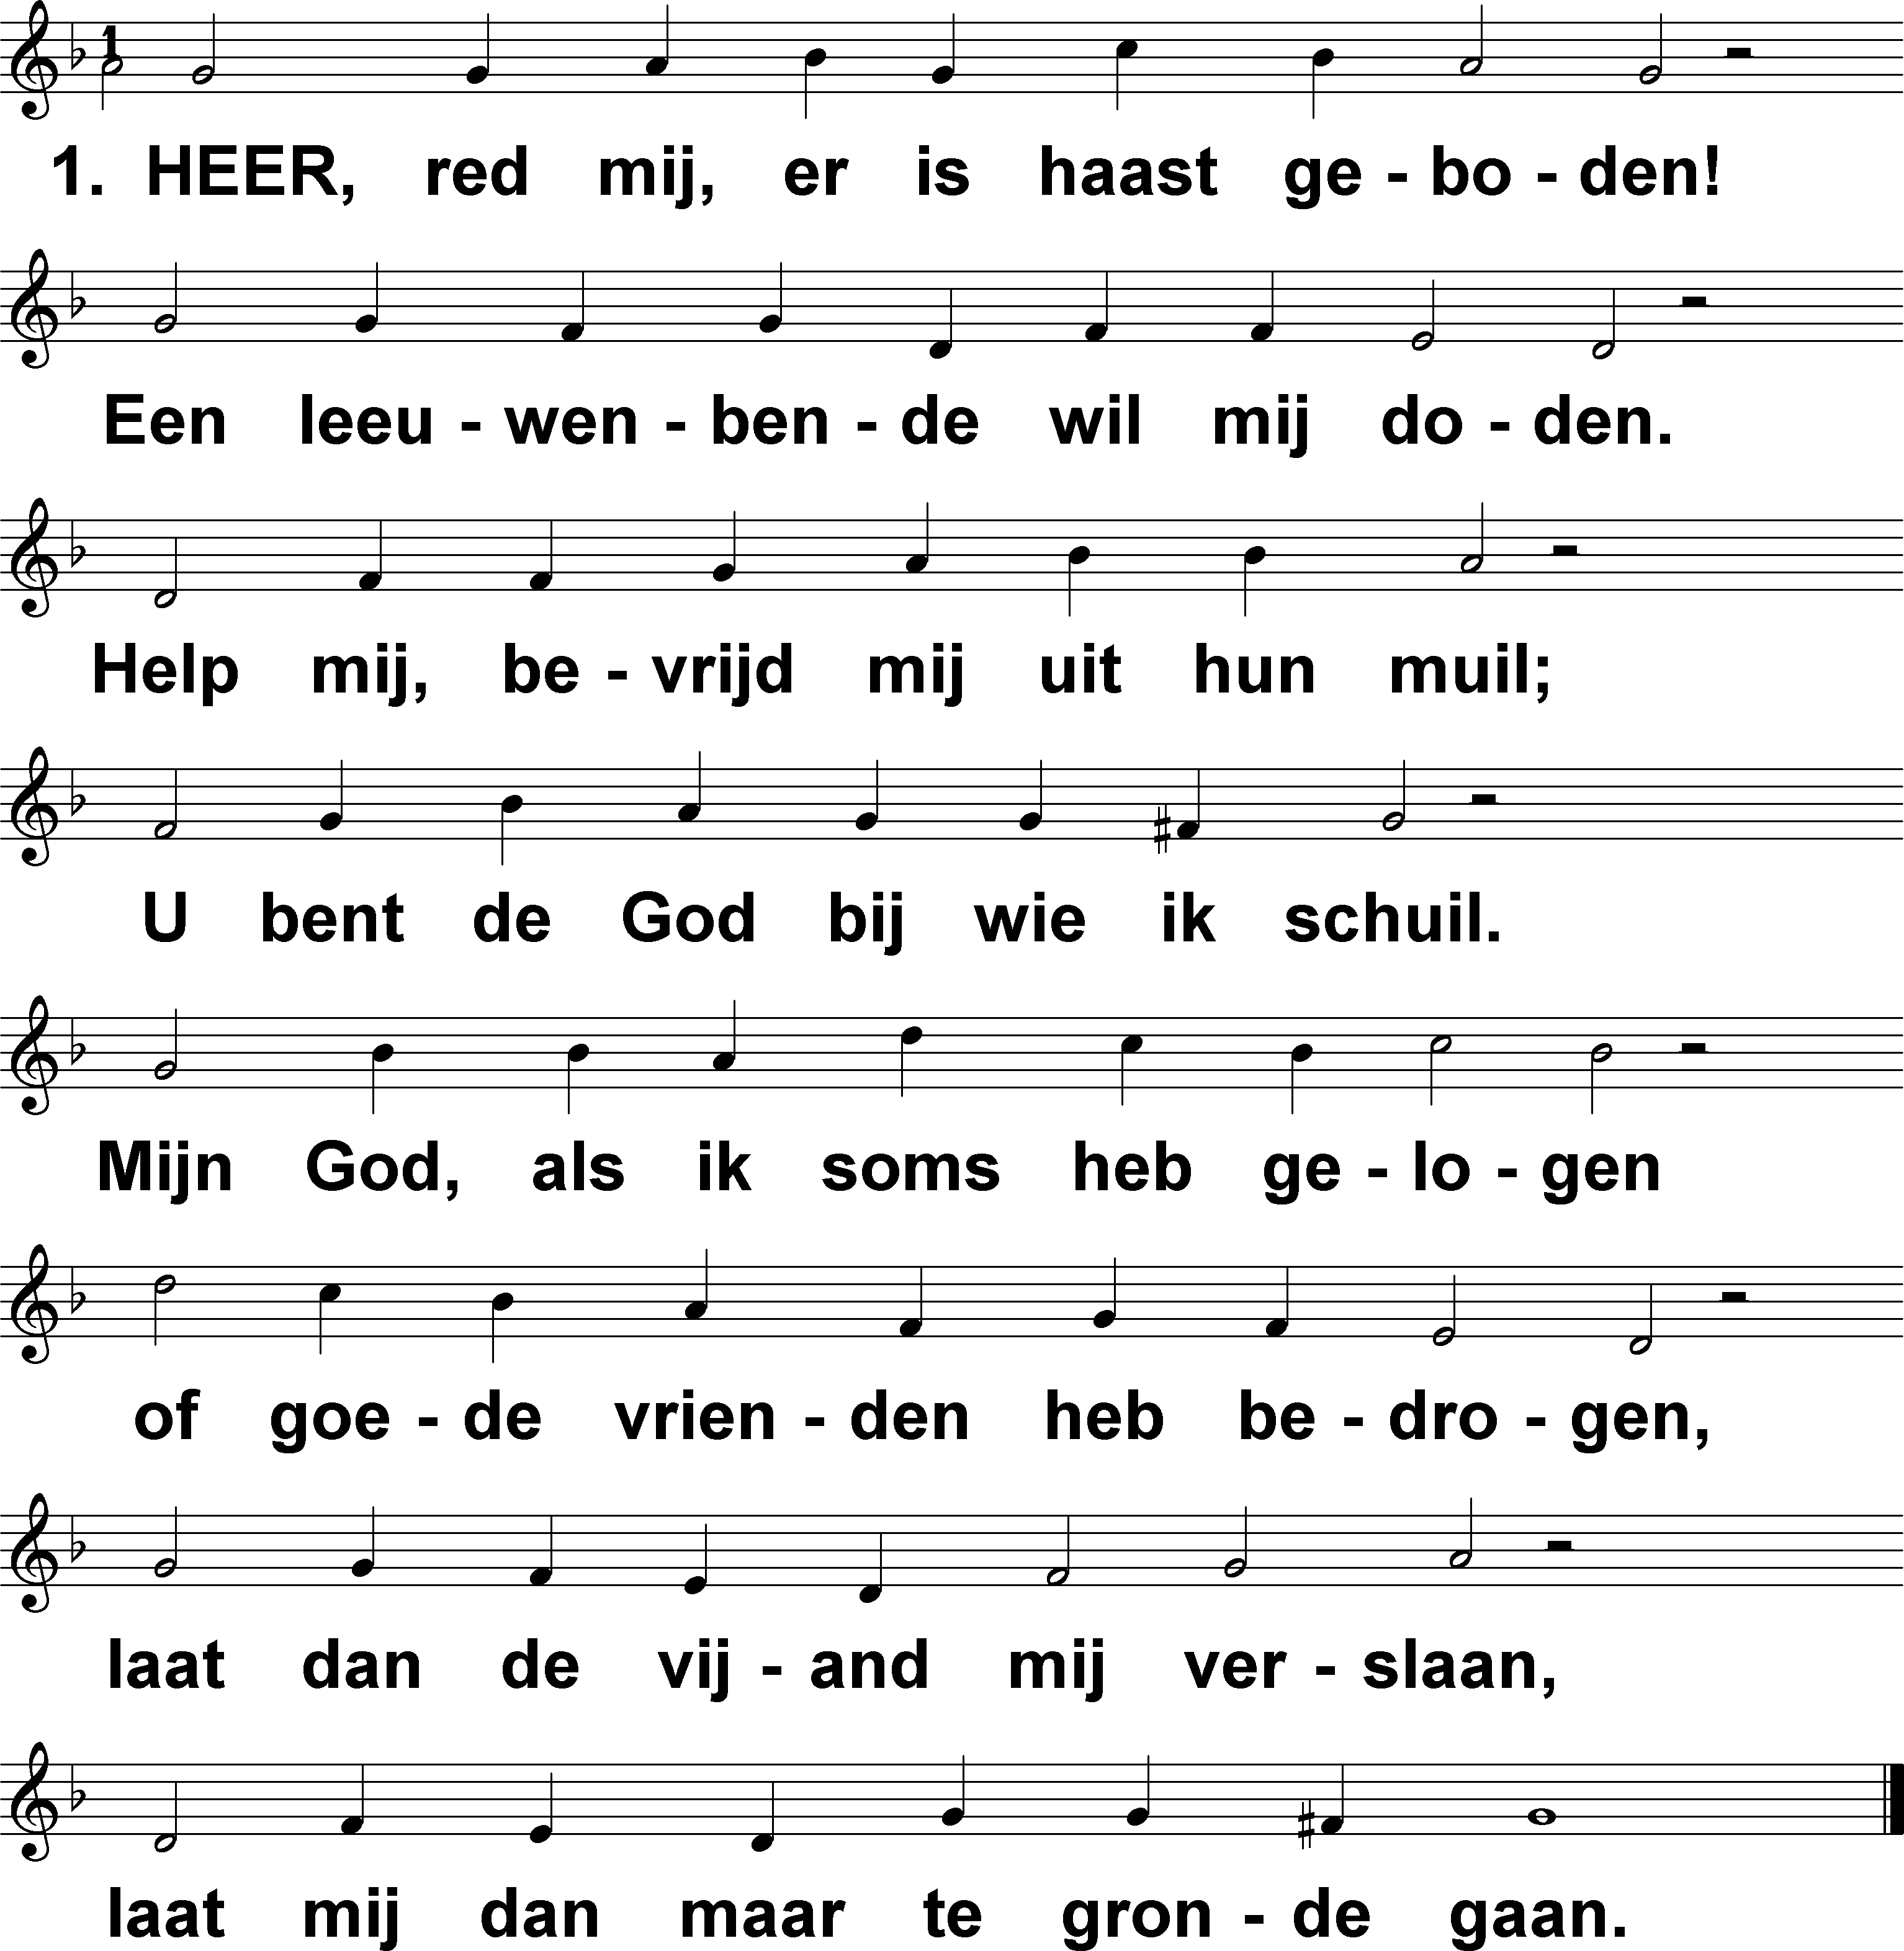 1. HEER, red mij, er is haast ge - bo - den!
Een leeu - wen - ben - de wil mij do - den.
Help mij, be - vrijd mij uit hun muil;
U bent de God bij wie ik schuil.
Mijn God, als ik soms heb ge - lo - gen
of goe - de vrien - den heb be - dro - gen,
laat dan de vij - and mij ver - slaan,
laat mij dan maar te gron - de gaan.